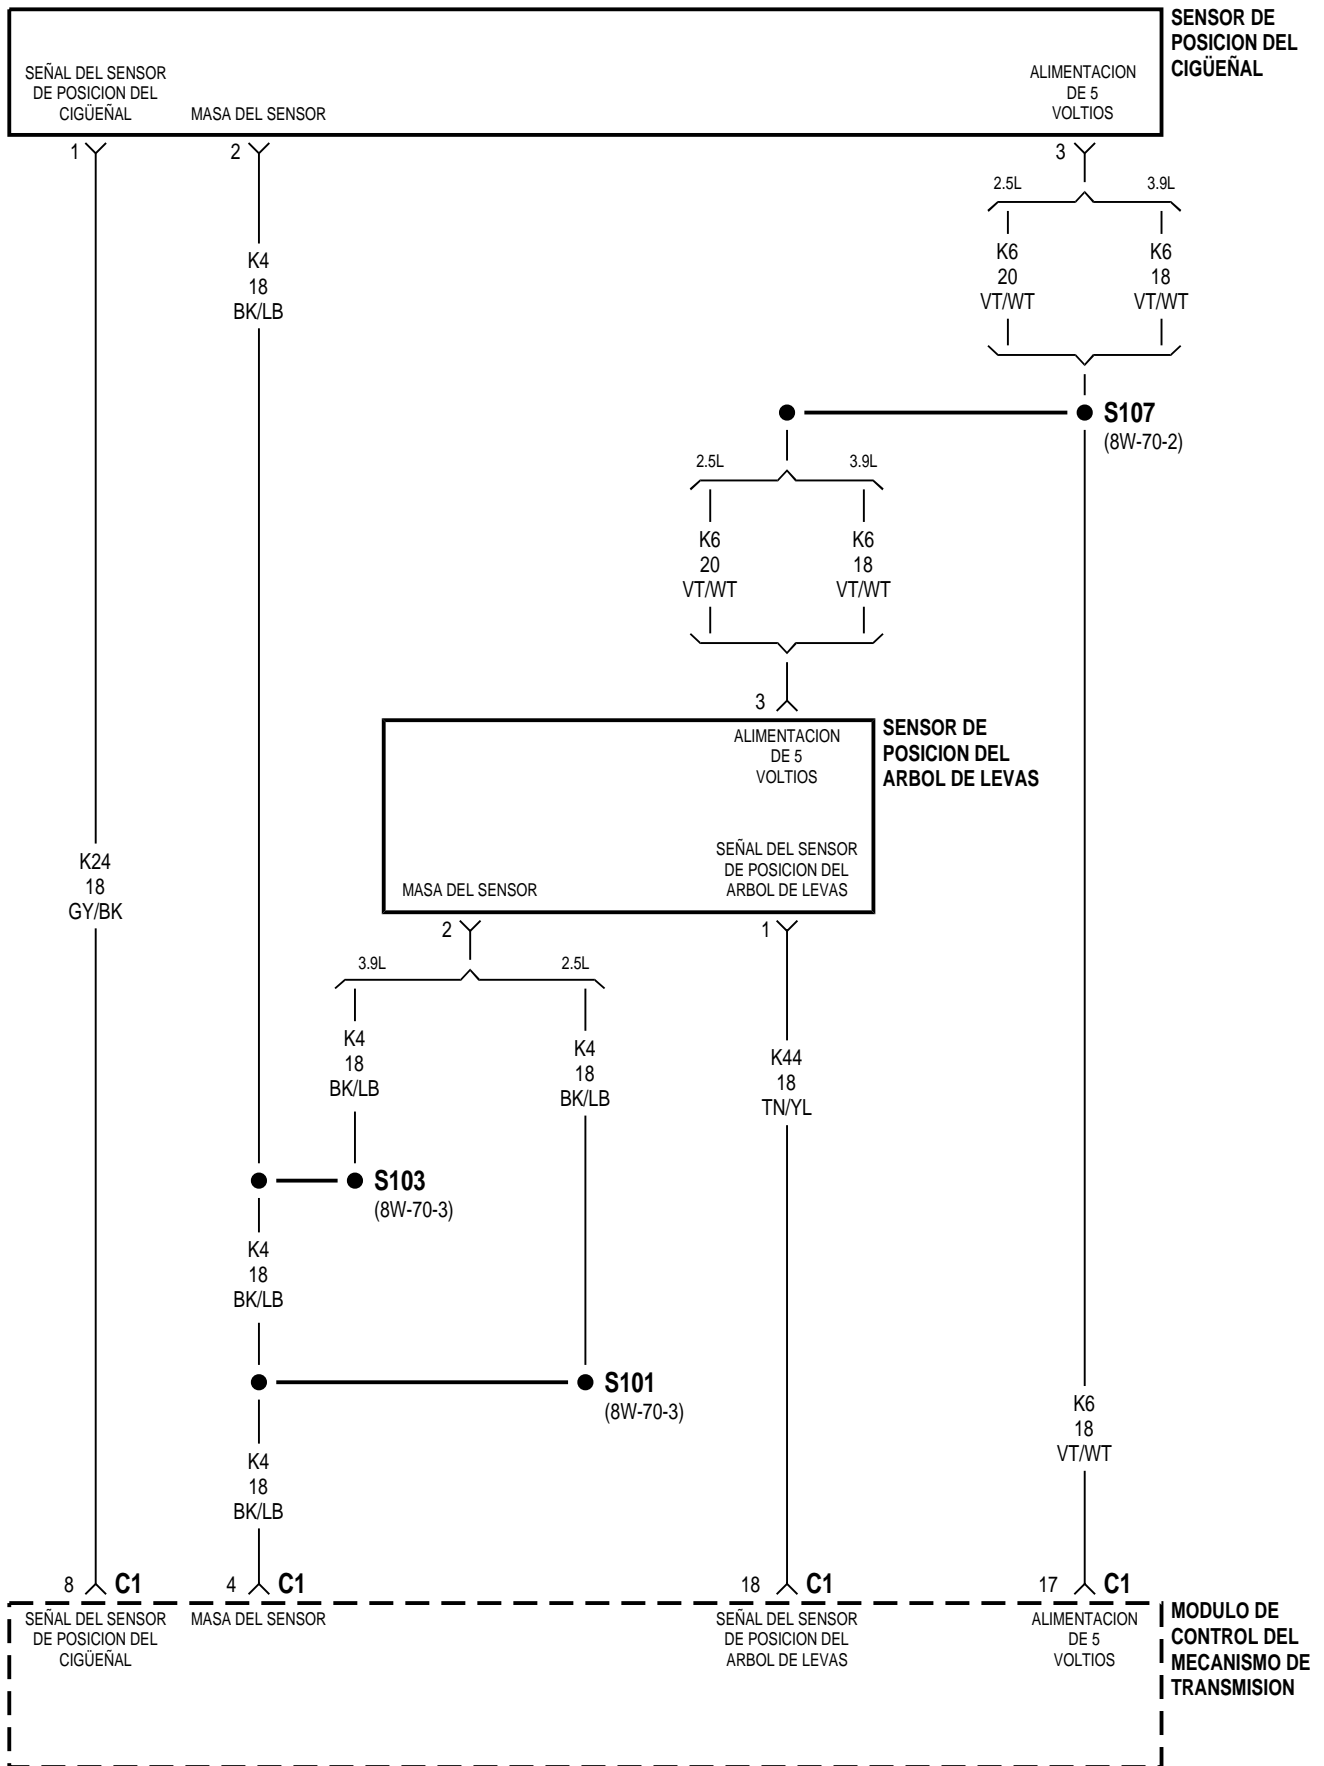 SENSOR DE
POSICION DEL
CIGÜEÑAL
SEÑAL DEL SENSOR
DE POSICION DEL
CIGÜEÑAL
MASA DEL SENSOR
ALIMENTACION
DE 5
VOLTIOS
1
2
3
2.5L
3.9L
K4
18
BK/LB
K6
20
VT/WT
K6
18
VT/WT
S107
(8W-70-2)
2.5L
3.9L
K6
20
VT/WT
K6
18
VT/WT
3
SENSOR DE
POSICION DEL
ARBOL DE LEVAS
ALIMENTACION
DE 5
VOLTIOS
SEÑAL DEL SENSOR
DE POSICION DEL
ARBOL DE LEVAS
MASA DEL SENSOR
K24
18
GY/BK
2
1
3.9L
2.5L
K4
18
BK/LB
K4
18
BK/LB
K44
18
TN/YL
S103
(8W-70-3)
K4
18
BK/LB
S101
(8W-70-3)
K6
18
VT/WT
K4
18
BK/LB
8 C1
4 C1
18 C1
17 C1
SEÑAL DEL SENSOR
DE POSICION DEL
CIGÜEÑAL
MASA DEL SENSOR
SEÑAL DEL SENSOR
DE POSICION DEL
ARBOL DE LEVAS
ALIMENTACION
DE 5
VOLTIOS
MODULO DE
CONTROL DEL
MECANISMO DE
TRANSMISION